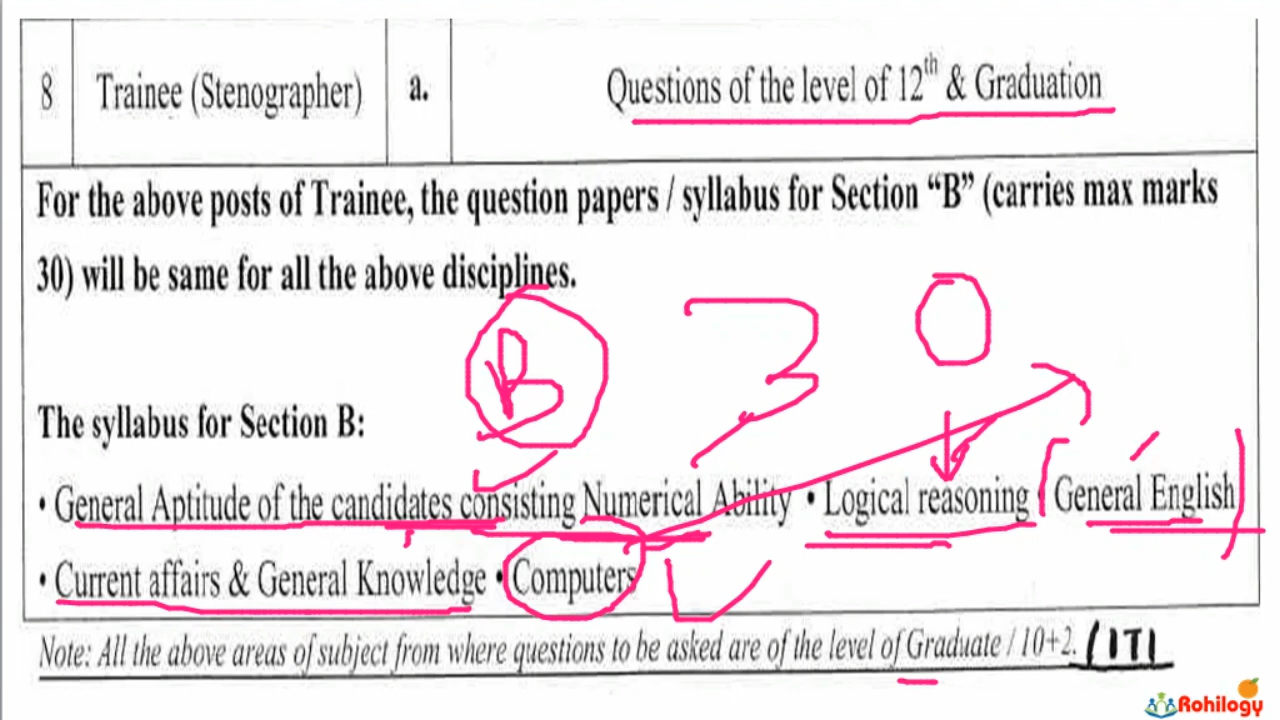 8 Trainee (Stenographer) a. Questions of the level of 12th & Graduation
For the above posts of Trainee, the question papers / syllabus for Section “B” (carries max marks
30) will be same for all the above disciplines.
B 30
The syllabus for Section B:
• General Aptitude of the candidates consisting Numerical Ability • Logical reasoning • General English
• Current affairs & General Knowledge • Computers
Note: All the above areas of subject from where questions to be asked are of the level of Graduate / 10+2. /ITI
Rohilogy